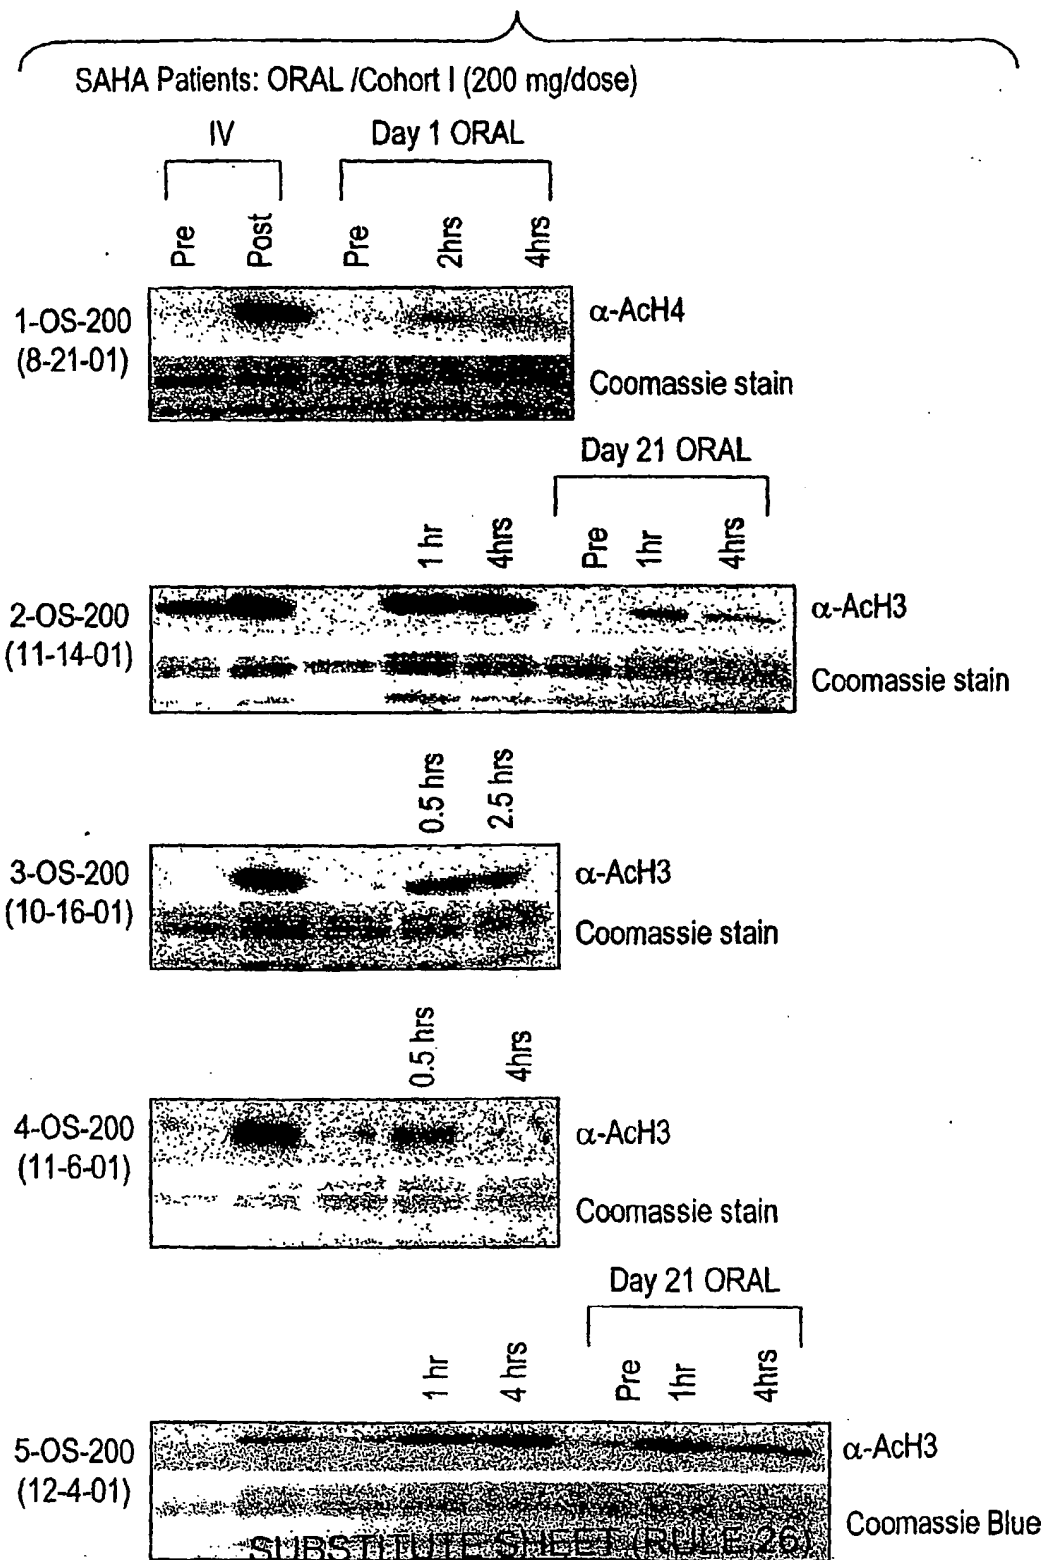 SAHA Patients: ORAL /Cohort I (200 mg/dose)
IV
Day 1 ORAL
Pre
Post
Pre
2hrs
4hrs
1-OS-200
(8-21-01)
α-AcH4
Coomassie stain
Day 21 ORAL
1 hr
4hrs
Pre
1hr
4hrs
2-OS-200
(11-14-01)
α-AcH3
Coomassie stain
0.5 hrs
2.5 hrs
3-OS-200
(10-16-01)
α-AcH3
Coomassie stain
0.5 hrs
4hrs
4-OS-200
(11-6-01)
α-AcH3
Coomassie stain
Day 21 ORAL
1 hr
4 hrs
Pre
1hr
4hrs
5-OS-200
(12-4-01)
α-AcH3
Coomassie Blue
SUBSTITUTE SHEET (RULE 26)